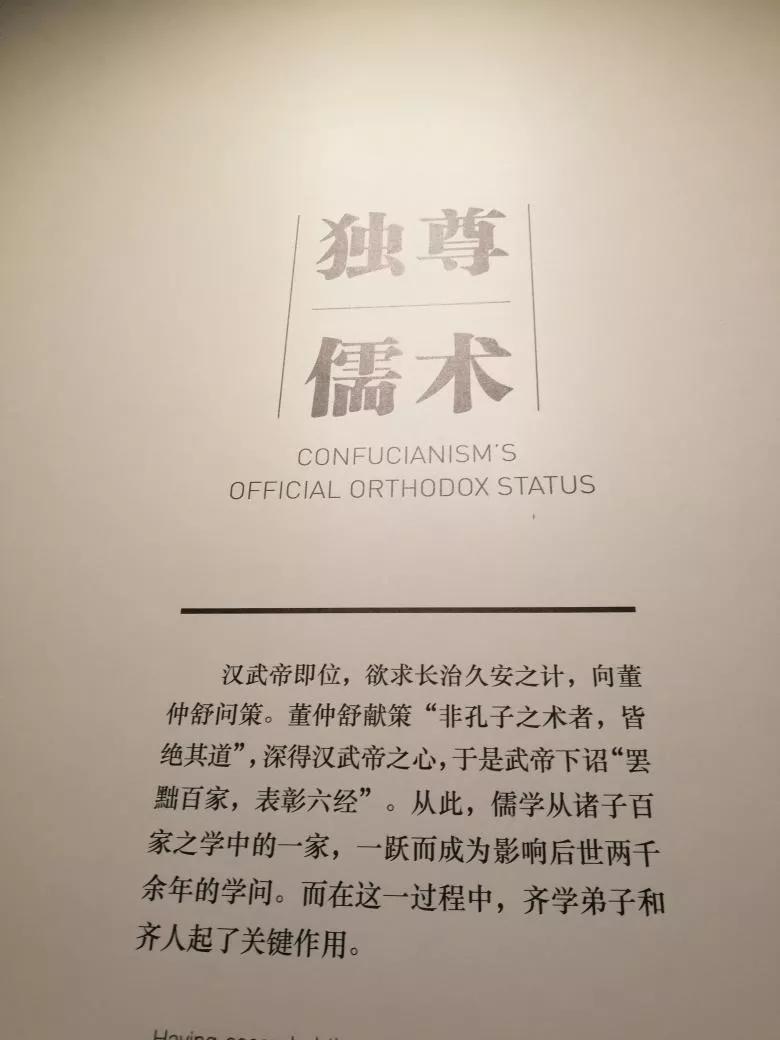 独尊
儒术
CONFUCIANISM'S
OFFICIAL ORTHODOX STATUS
汉武帝即位，欲求长治久安之计，向董
仲舒问策。董仲舒献策“非孔子之术者，皆
绝其道”，深得汉武帝之心，于是武帝下诏“罢
黜百家，表彰六经”。从此，儒学从诸子百
家之学中的一家，一跃而成为影响后世两千
余年的学问。而在这一过程中，齐学弟子和
齐人起了关键作用。
Having